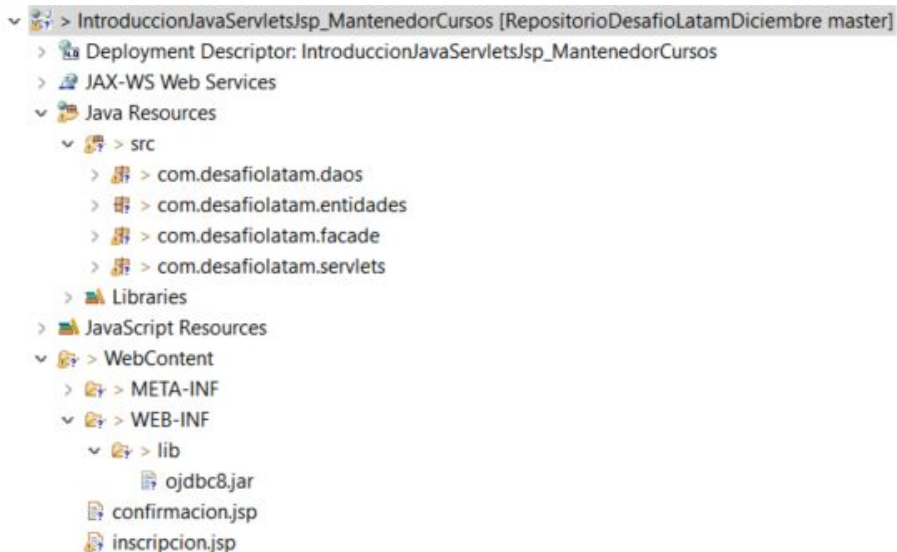 > IntroduccionJavaServletsJsp_MantenedorCursos [RepositorioDesafioLatamDiciembre master]
Deployment Descriptor: IntroduccionJavaServletsJsp_MantenedorCursos
JAX-WS Web Services
Java Resources
> src
> com.desafiolatam.daos
> com.desafiolatam.entidades
> com.desafiolatam.facade
> com.desafiolatam.servlets
Libraries
JavaScript Resources
> WebContent
> META-INF
> WEB-INF
> lib
ojdbc8.jar
confirmacion.jsp
inscripcion.jsp